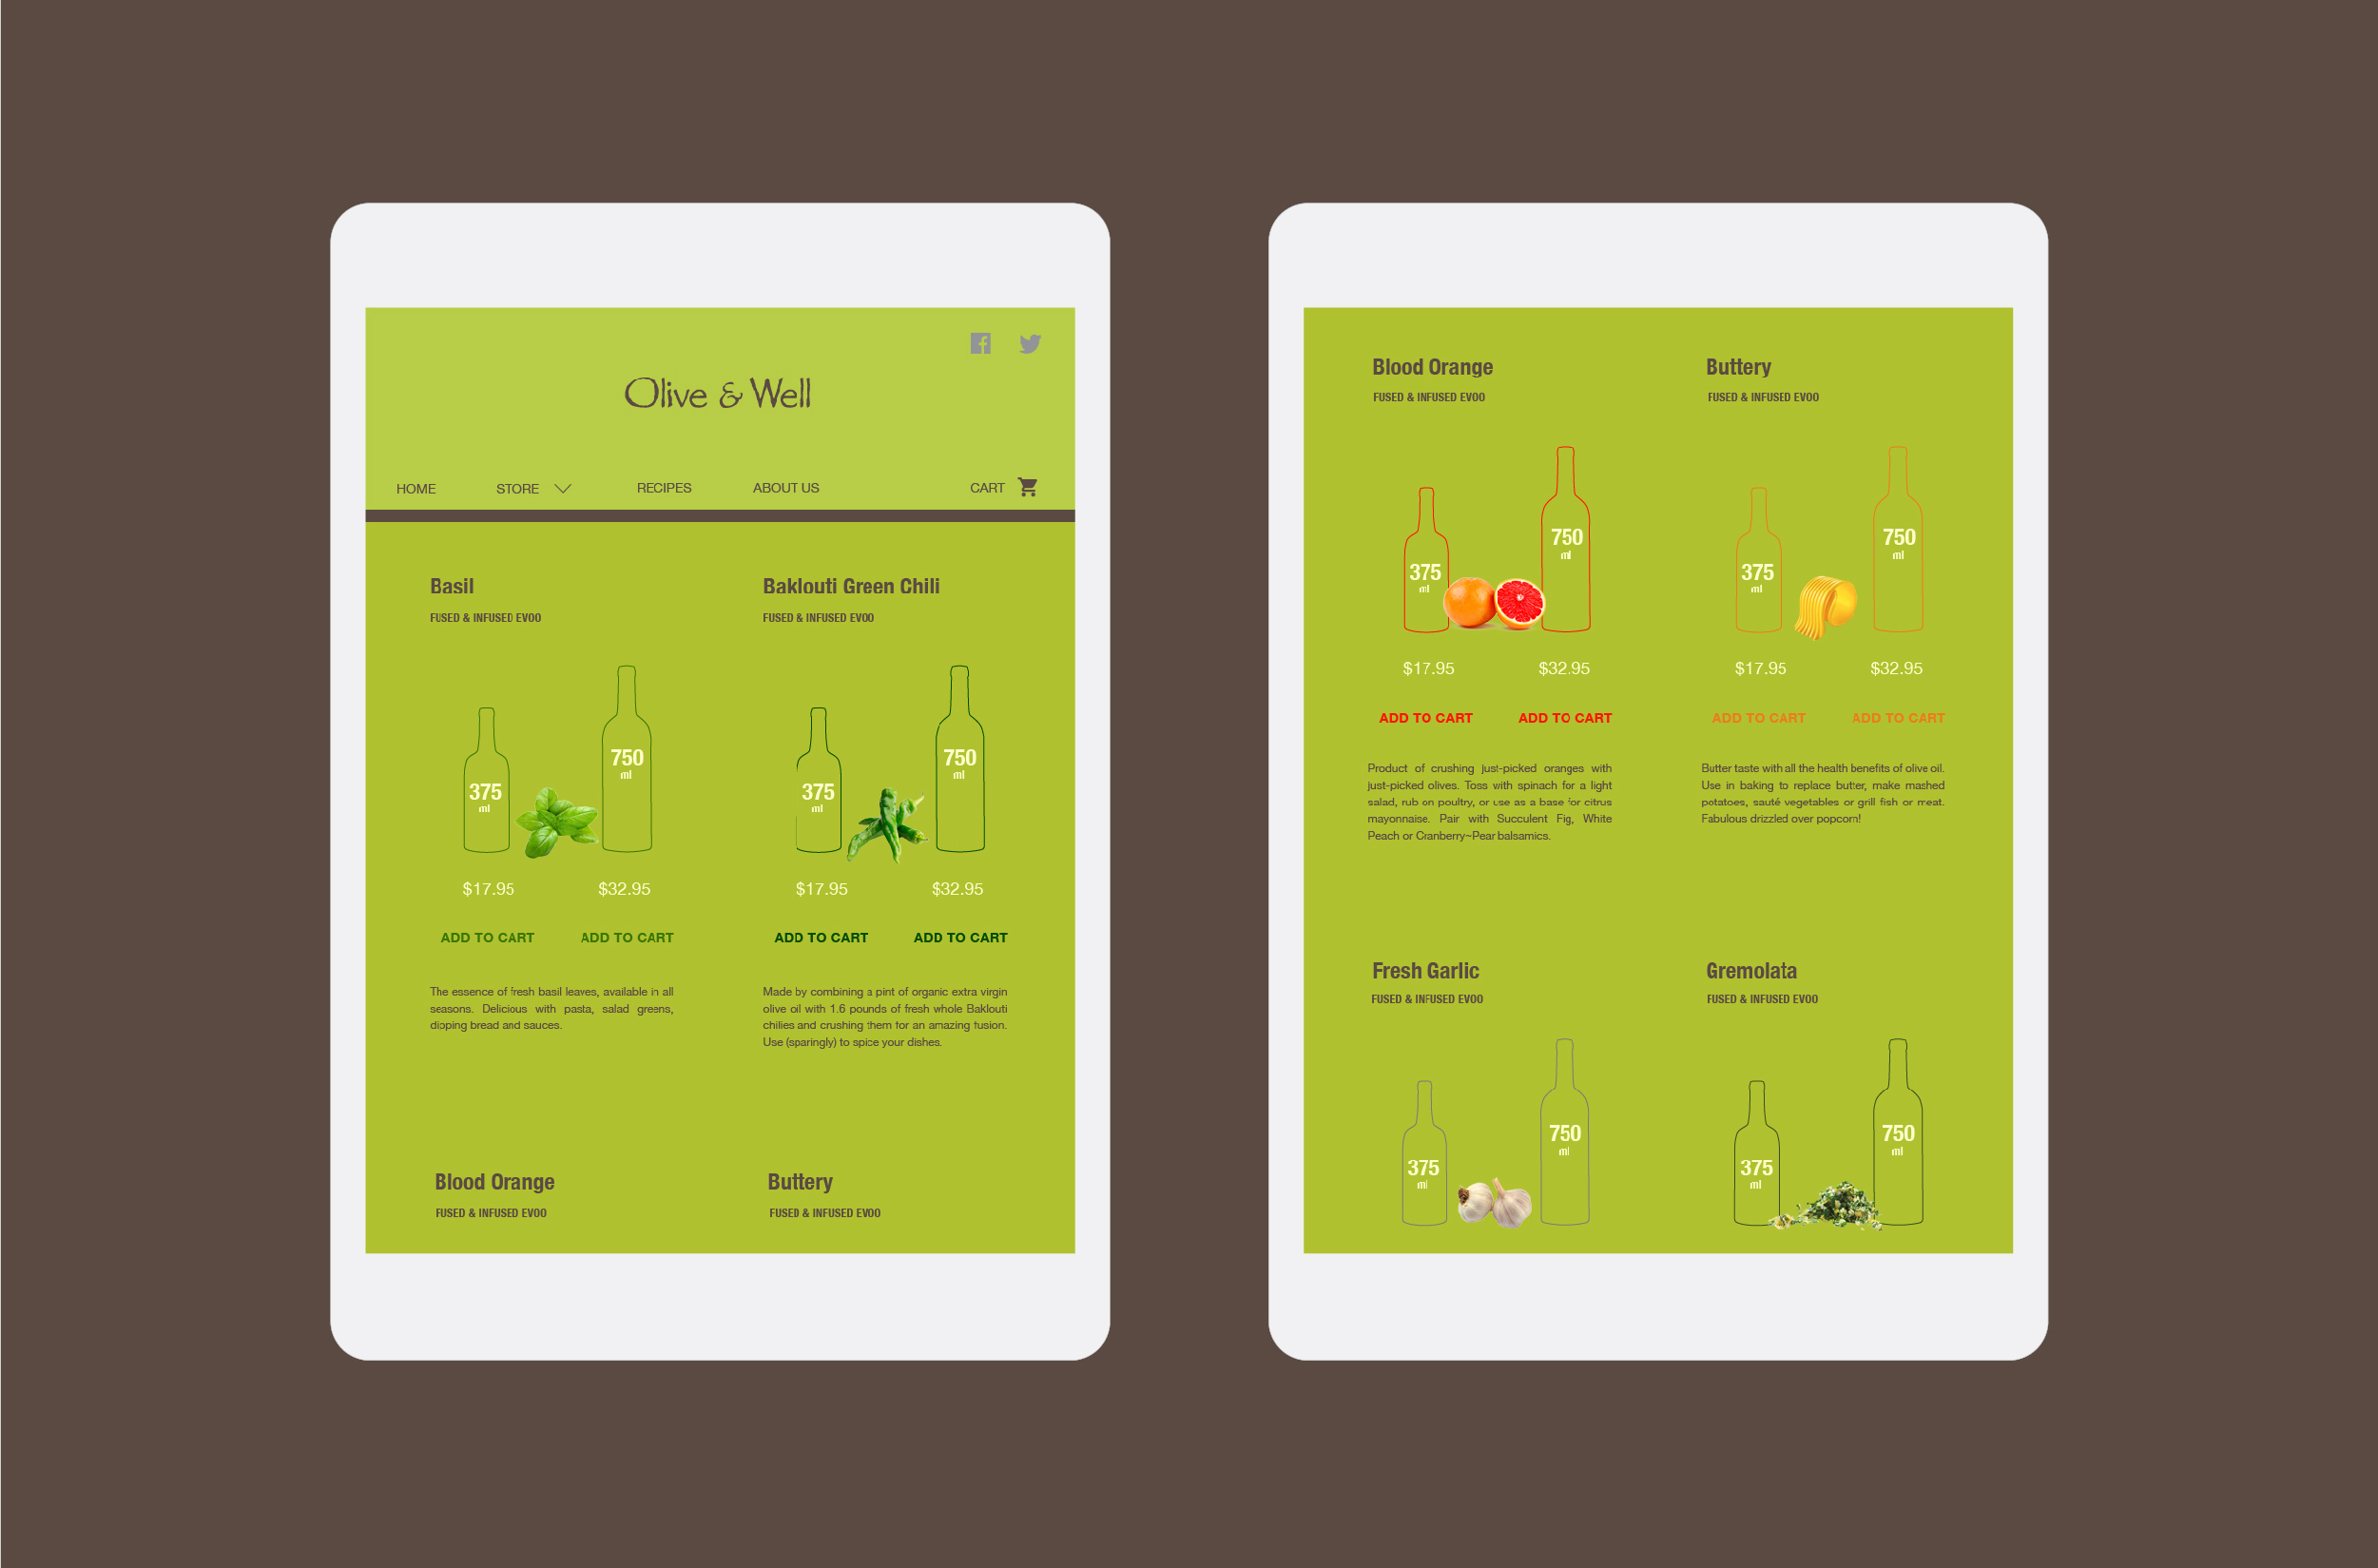 Olive & Well
HOME STORE RECIPES ABOUT US CART
Basil
FUSED & INFUSED EVOO
375
ml
750
ml
$17.95 $32.95
ADD TO CART ADD TO CART
The essence of fresh basil leaves, available in all
seasons. Delicious with pasta, salad greens,
dipping bread and sauces.
Baklouti Green Chili
FUSED & INFUSED EVOO
375
ml
750
ml
$17.95 $32.95
ADD TO CART ADD TO CART
Made by combining a pint of organic extra virgin
olive oil with 1.6 pounds of fresh whole Baklouti
chilies and crushing them for an amazing fusion.
Use (sparingly) to spice your dishes.
Blood Orange
FUSED & INFUSED EVOO
Buttery
FUSED & INFUSED EVOO
Blood Orange
FUSED & INFUSED EVOO
375
ml
750
ml
$17.95 $32.95
ADD TO CART ADD TO CART
Product of crushing just-picked oranges with
just-picked olives. Toss with spinach for a light
salad, rub on poultry, or use as a base for citrus
mayonnaise. Pair with Succulent Fig, White
Peach or Cranberry~Pear balsamics.
Buttery
FUSED & INFUSED EVOO
375
ml
750
ml
$17.95 $32.95
ADD TO CART ADD TO CART
Butter taste with all the health benefits of olive oil.
Use in baking to replace butter, make mashed
potatoes, sauté vegetables or grill fish or meat.
Fabulous drizzled over popcorn!
Fresh Garlic
FUSED & INFUSED EVOO
375
ml
750
ml
Gremolata
FUSED & INFUSED EVOO
375
ml
750
ml